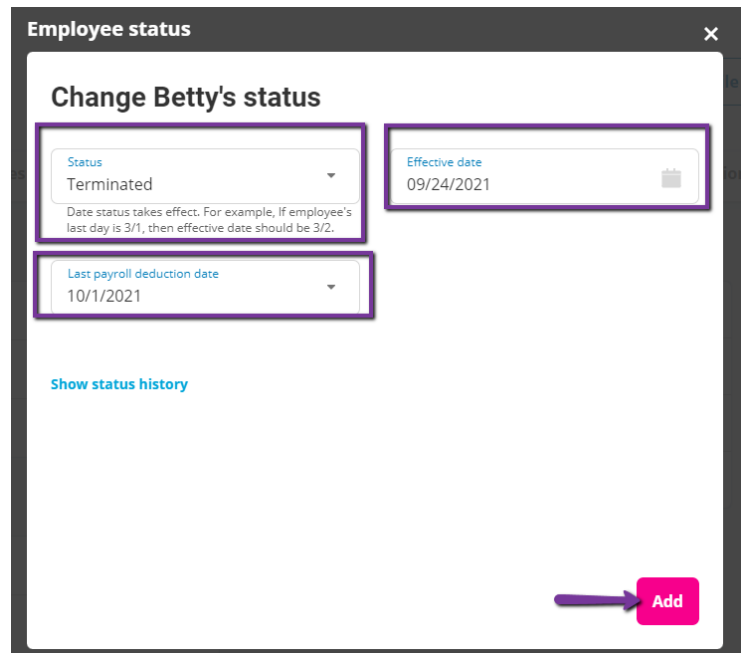 Employee status
Change Betty's status
Status
Terminated
Date status takes effect. For example, If employee's
last day is 3/1, then effective date should be 3/2.
Effective date
09/24/2021
Last payroll deduction date
10/1/2021
Show status history
Add